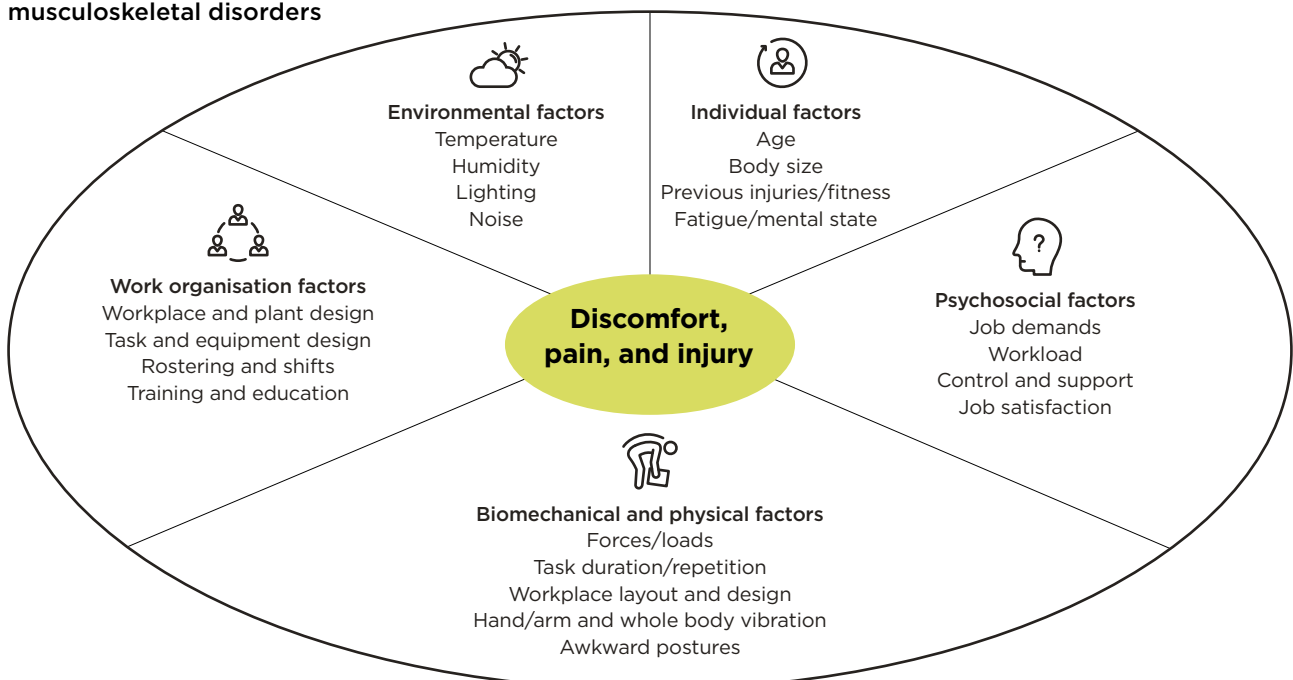 musculoskeletal disorders
Environmental factors
Temperature
Humidity
Lighting
Noise
Individual factors
Age
Body size
Previous injuries/fitness
Fatigue/mental state
Work organisation factors
Workplace and plant design
Task and equipment design
Rostering and shifts
Training and education
Discomfort,
pain, and injury
?
Psychosocial factors
Job demands
Workload
Control and support
Job satisfaction
Biomechanical and physical factors
Forces/loads
Task duration/repetition
Workplace layout and design
Hand/arm and whole body vibration
Awkward postures